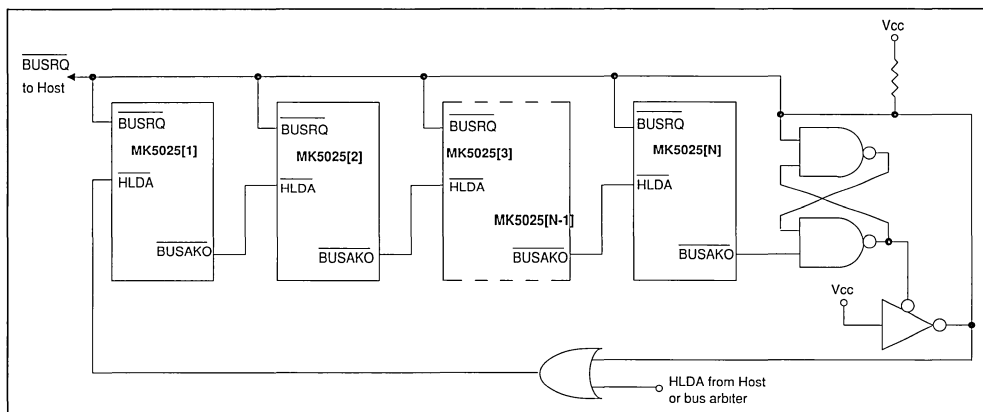 Vcc
BUSRQ
to Host
BUSRQ
MK5025[1]
HLDA
BUSAKO
BUSRQ
MK5025[2]
HLDA
BUSAKO
BUSRQ
MK5025[3]
HLDA
MK5025[N-1]
BUSAKO
BUSRQ
MK5025[N]
HLDA
BUSAKO
Vcc
HLDA from Host
or bus arbiter